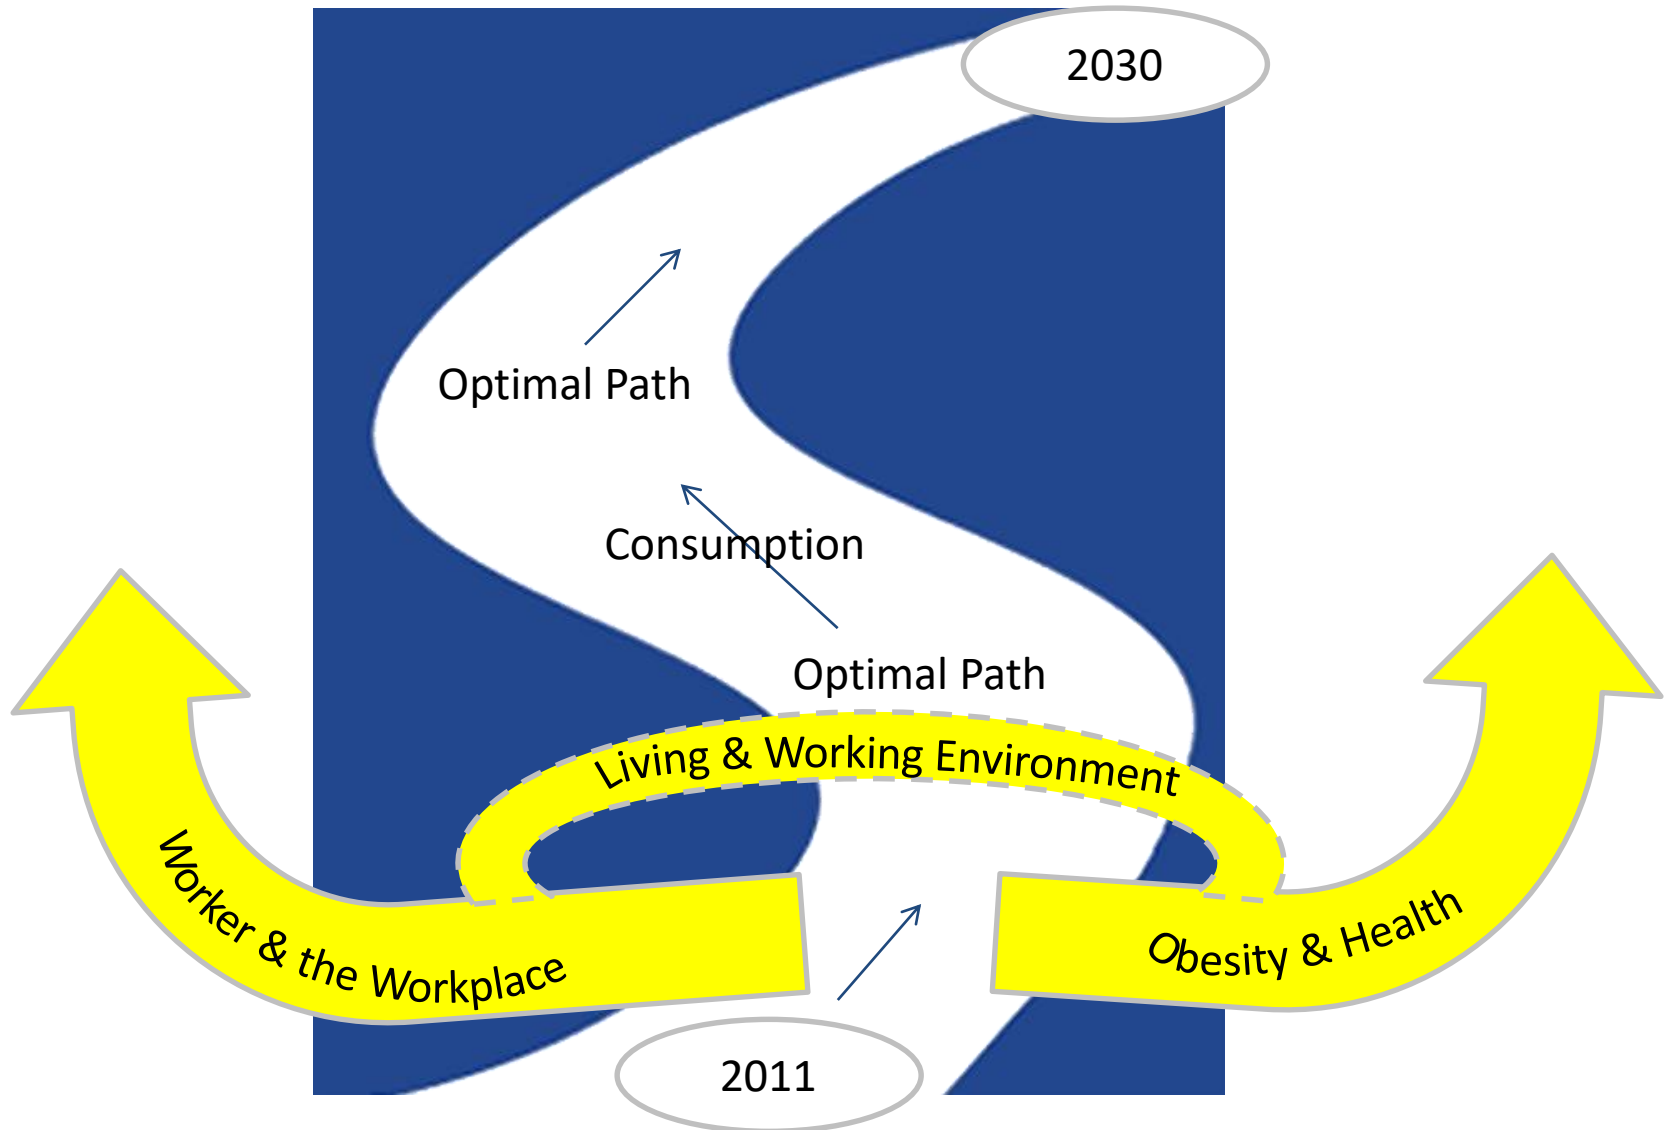 2030
Optimal Path
Consumption
Optimal Path
Living & Working Environment
Worker & the Workplace
Obesity & Health
2011